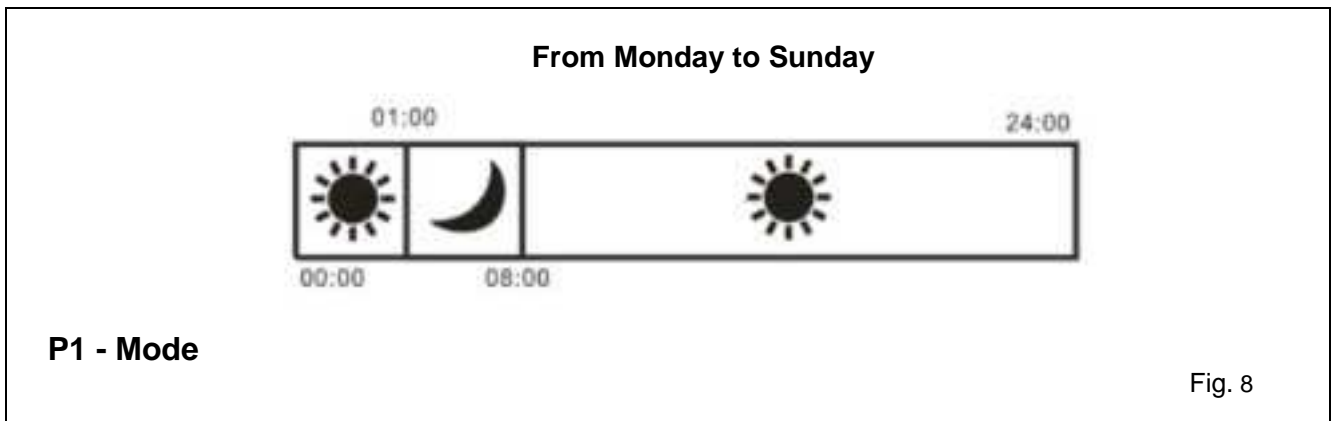 From Monday to Sunday
01:00 24:00
00:00 08:00
P1 - Mode
Fig. 8